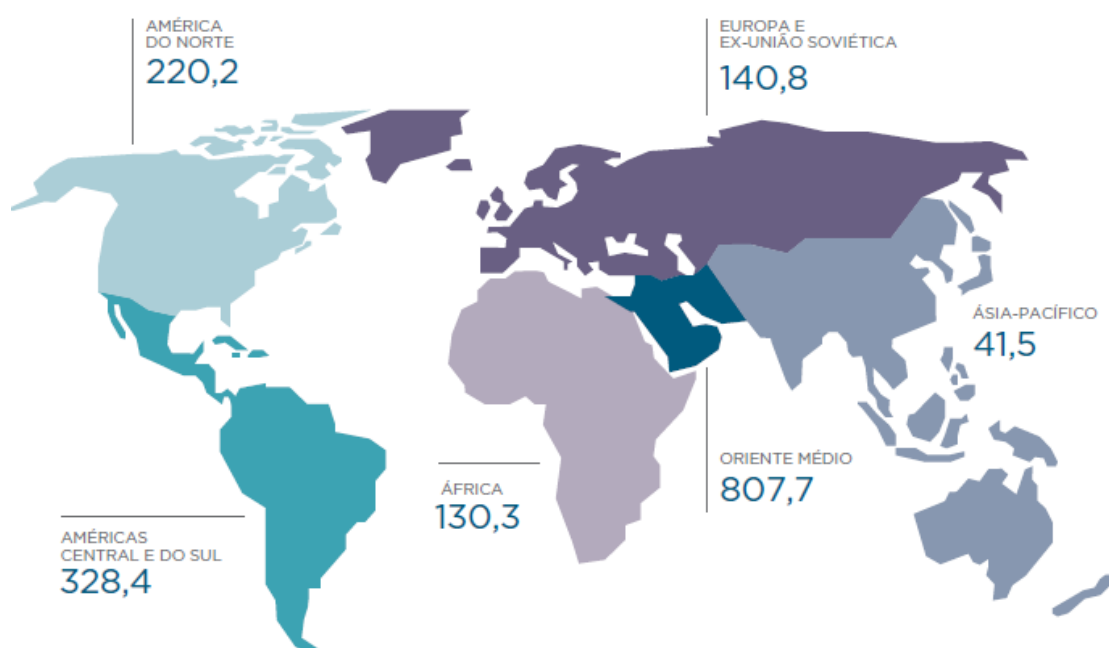 AMÉRICA
DO NORTE
220,2
EUROPA E
EX-UNIÃO SOVIÉTICA
140,8
ÁSIA-PACÍFICO
41,5
ORIENTE MÉDIO
807,7
ÁFRICA
130,3
AMÉRICAS
CENTRAL E DO SUL
328,4